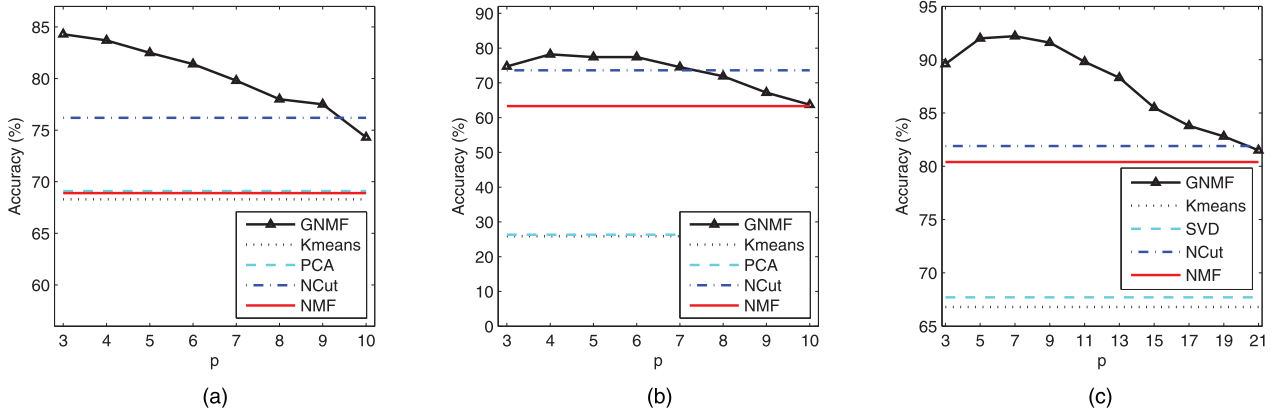 Accuracy (%)
85
80
75
70
65
60
3 4 5 6 7 8 9 10
p
GNMF
Kmeans
PCA
NCut
NMF
(a)
Accuracy (%)
90
80
70
60
50
40
30
20
10
0
3 4 5 6 7 8 9 10
p
GNMF
Kmeans
PCA
NCut
NMF
(b)
Accuracy (%)
95
90
85
80
75
70
65
3 5 7 9 11 13 15 17 19 21
p
GNMF
Kmeans
SVD
NCut
NMF
(c)